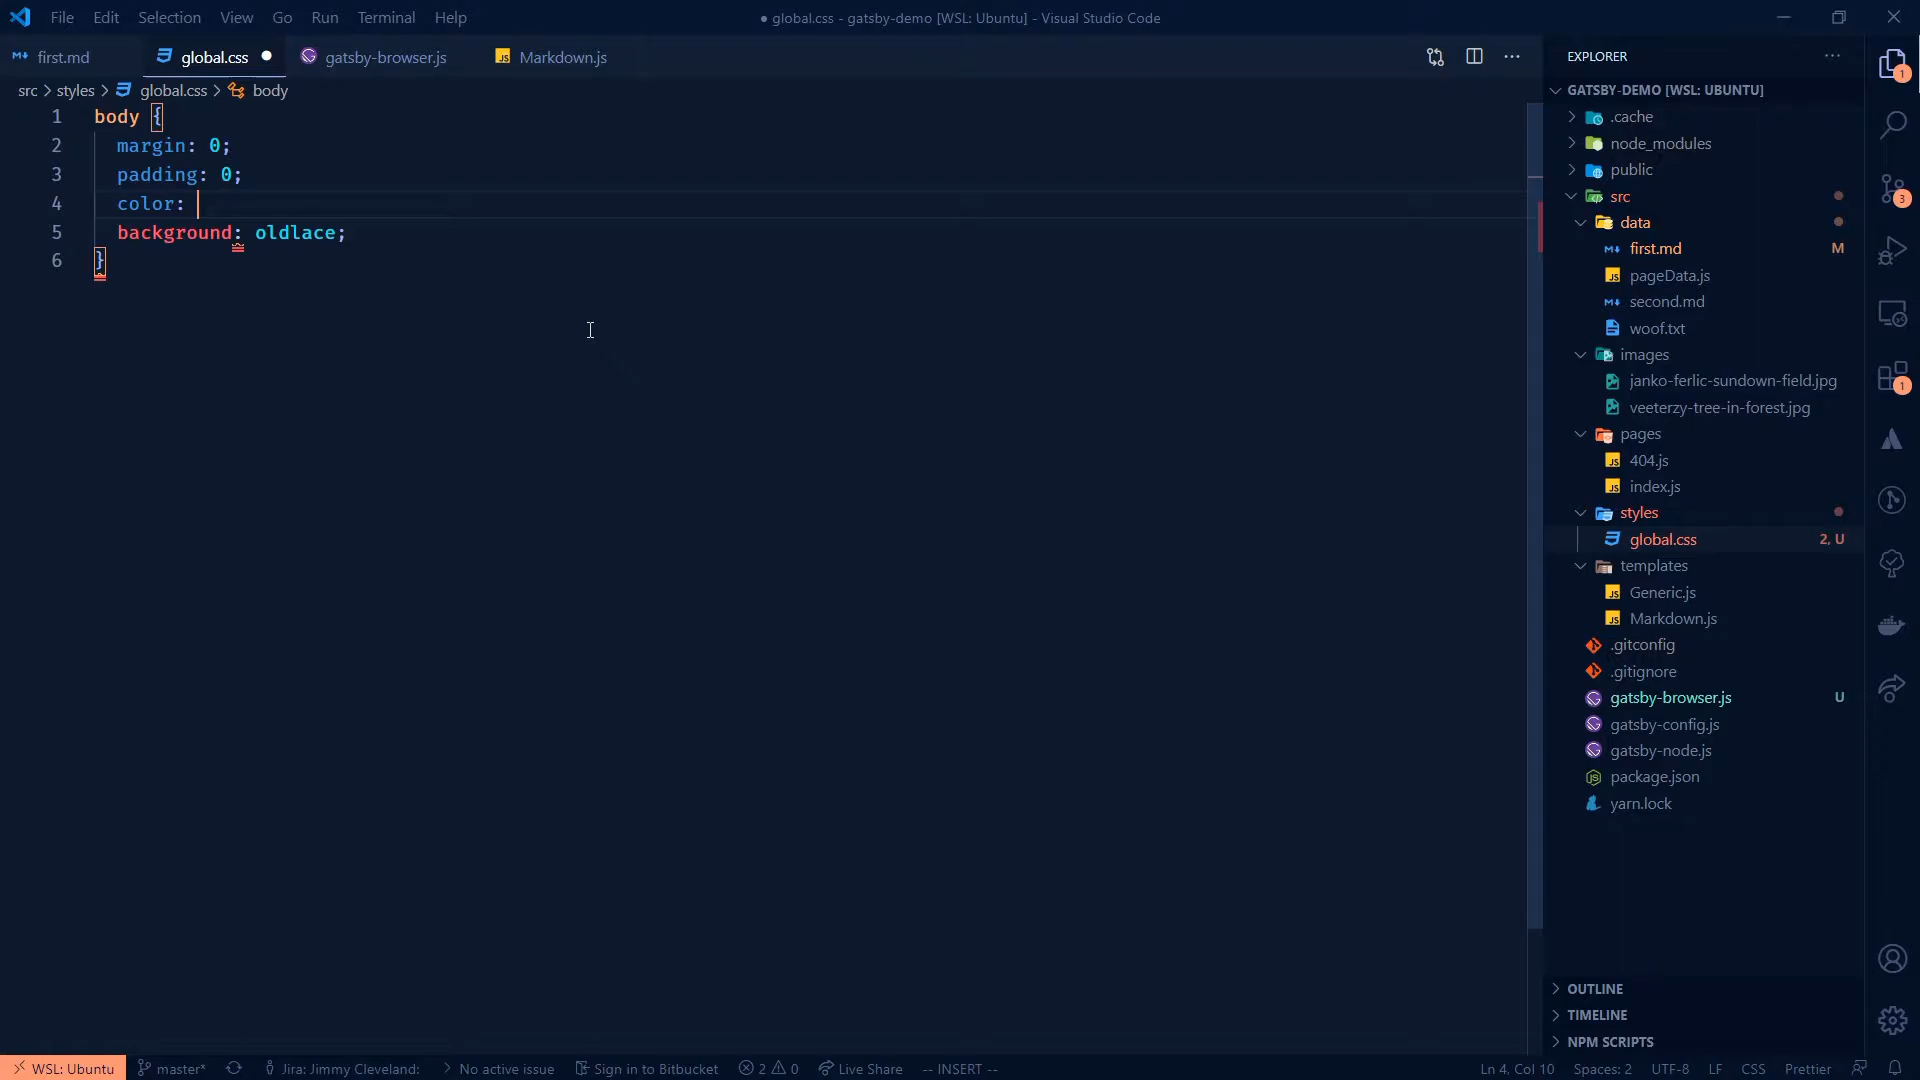 File Edit Selection View Go Run Terminal Help
● global.css - gatsby-demo [WSL: Ubuntu] - Visual Studio Code
first.md
global.css
gatsby-browser.js
Markdown.js
src > styles > global.css > body
1 body {
2 margin: 0;
3 padding: 0;
4 color:
5 background: oldlace;
6 }
EXPLORER
GATSBY-DEMO [WSL: UBUNTU]
.cache
node_modules
public
src
data
first.md M
pageData.js
second.md
woof.txt
images
janko-ferlic-sundown-field.jpg
veeterzy-tree-in-forest.jpg
pages
404.js
index.js
styles
global.css 2, U
templates
Generic.js
Markdown.js
.gitconfig
.gitignore
gatsby-browser.js U
gatsby-config.js
gatsby-node.js
package.json
yarn.lock
OUTLINE
TIMELINE
NPM SCRIPTS
1
3
1
WSL: Ubuntu master* Jira: Jimmy Cleveland: No active issue Sign in to Bitbucket 2 0 Live Share -- INSERT --
Ln 4, Col 10 Spaces: 2 UTF-8 LF CSS Prettier